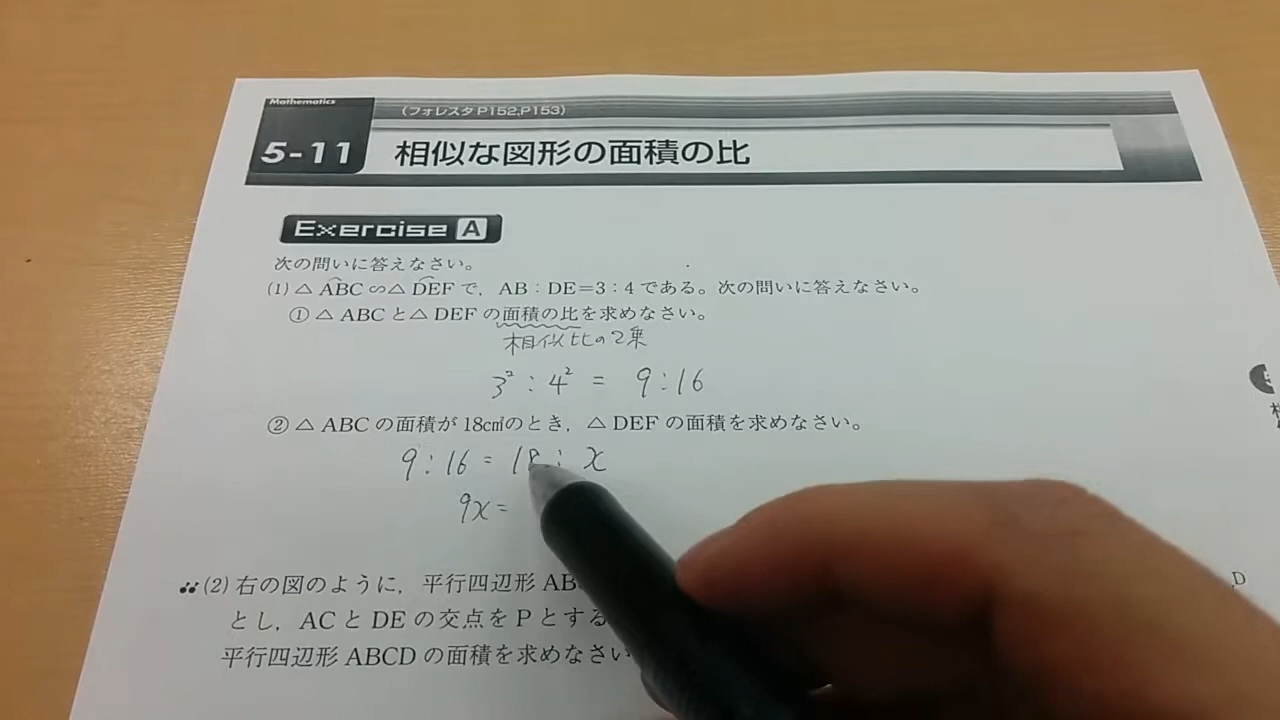 Mathematics
(フォレスタ P152,P153)
5-11 相似な図形の面積の比
Exercise A
次の問いに答えなさい。
(1) △ ABC ∽ △ DEF で, AB : DE=3 : 4 である。次の問いに答えなさい。
① △ ABC と △ DEF の面積の比を求めなさい。
相似比の2乗
3² : 4² = 9 : 16
② △ ABC の面積が 18c㎡のとき, △ DEF の面積を求めなさい。
9 : 16 = 18 : x
9x =
(2) 右の図のように, 平行四辺形 AB
とし, AC と DE の交点を P とする
平行四辺形 ABCD の面積を求めなさい
D